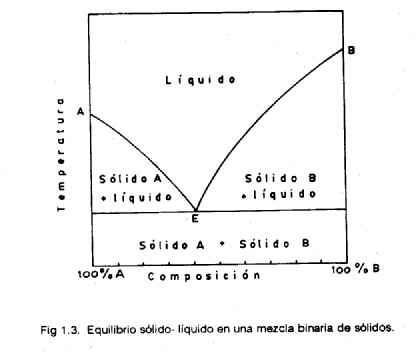 B
Líquido
A
Temperatura
Sólido A
+ líquido
Sólido B
+ líquido
E
Sólido A + Sólido B
100%A
Composición
100%B
Fig 1.3. Equilibrio sólido-líquido en una mezcla binaria de sólidos.